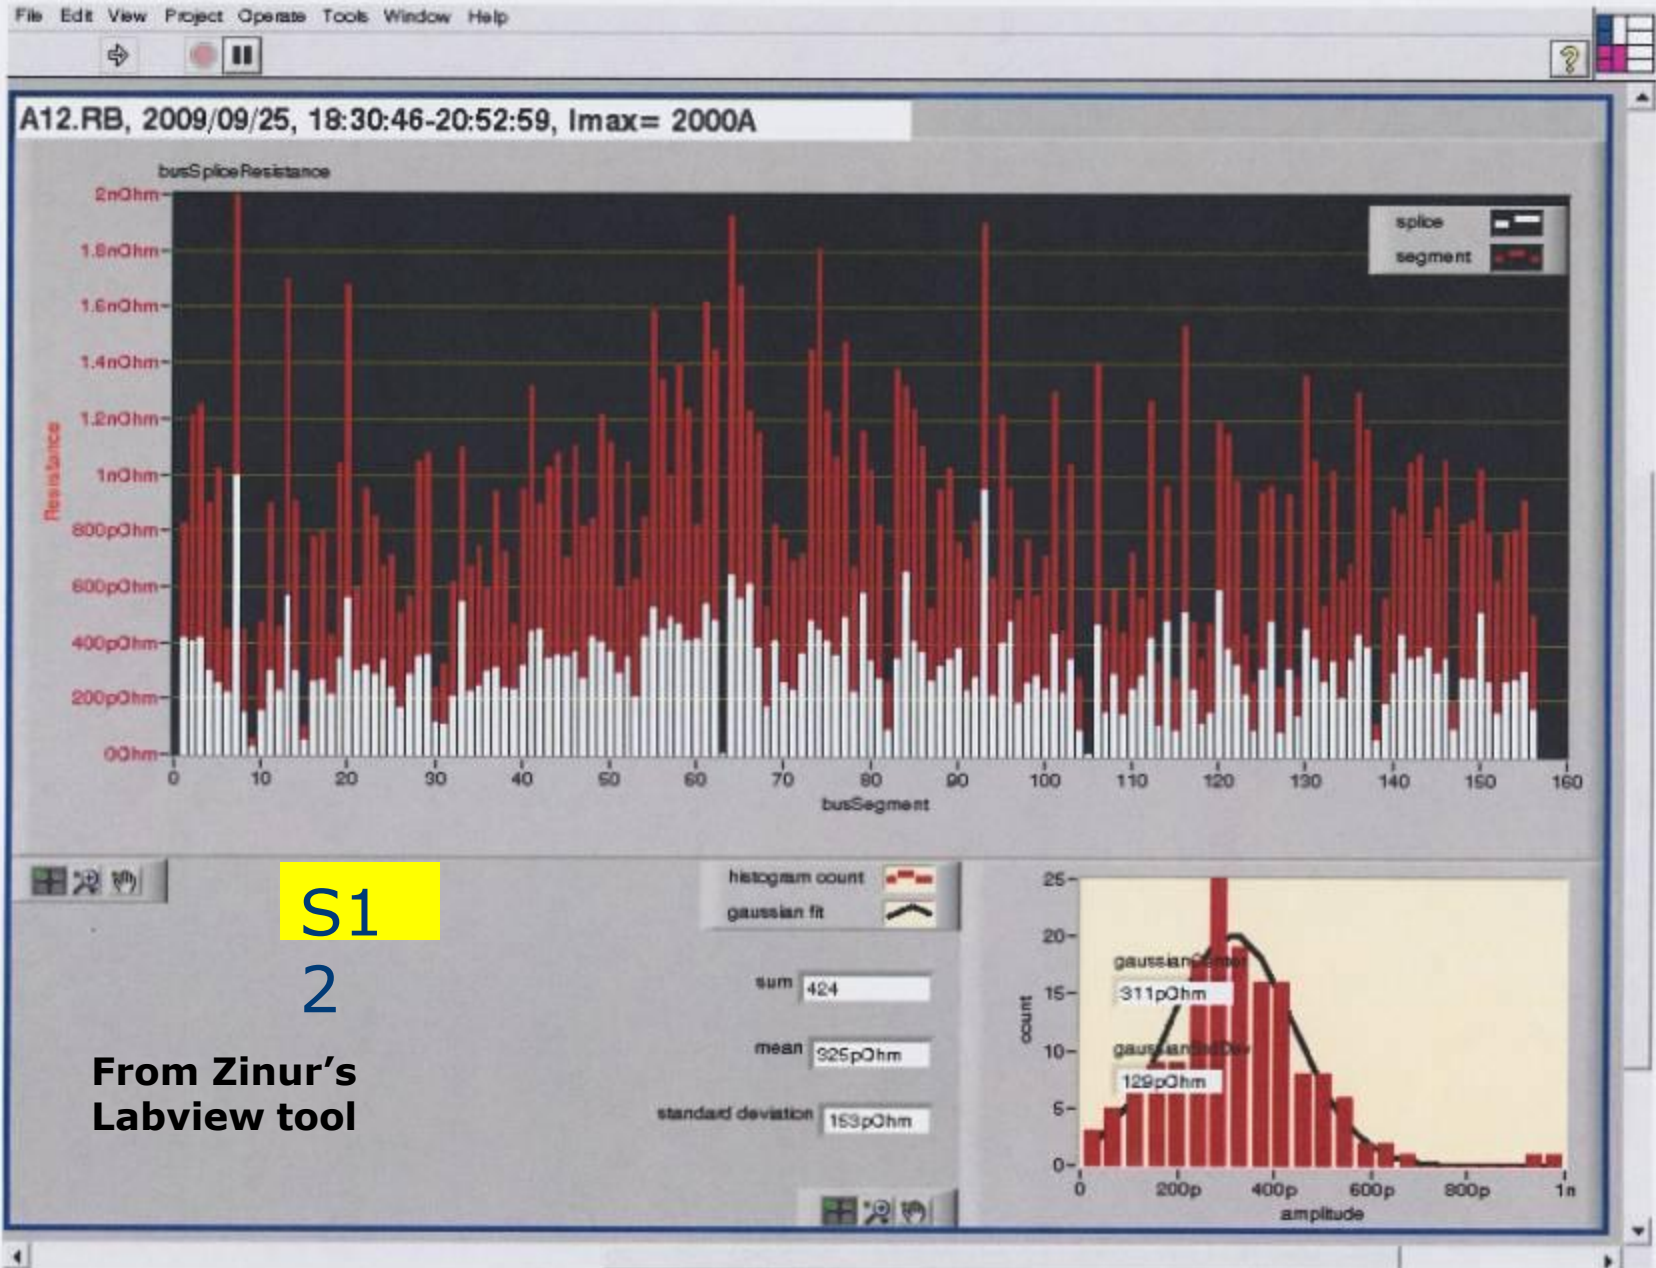 File Edit View Project Operate Tools Window Help
?
A12.RB, 2009/09/25, 18:30:46-20:52:59, Imax= 2000A
busSpliceResistance
2nOhm
1.8nOhm
1.6nOhm
1.4nOhm
1.2nOhm
1nOhm
800pOhm
600pOhm
400pOhm
200pOhm
0Ohm
Resistance
splice
segment
0 10 20 30 40 50 60 70 80 90 100 110 120 130 140 150 160
busSegment
S1
2
From Zinur's
Labview tool
histogram count
gaussian fit
sum 424
mean 325pOhm
standard deviation 153pOhm
25
20
15
10
5
0
count
gaussianCenter
311pOhm
gaussianStdDev
129pOhm
0 200p 400p 600p 800p 1n
amplitude